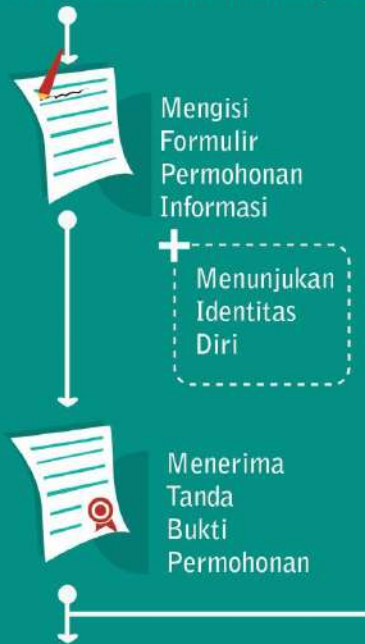 Mengisi
Formulir
Permohonan
Informasi
+
Menunjukan
Identitas
Diri
Menerima
Tanda
Bukti
Permohonan